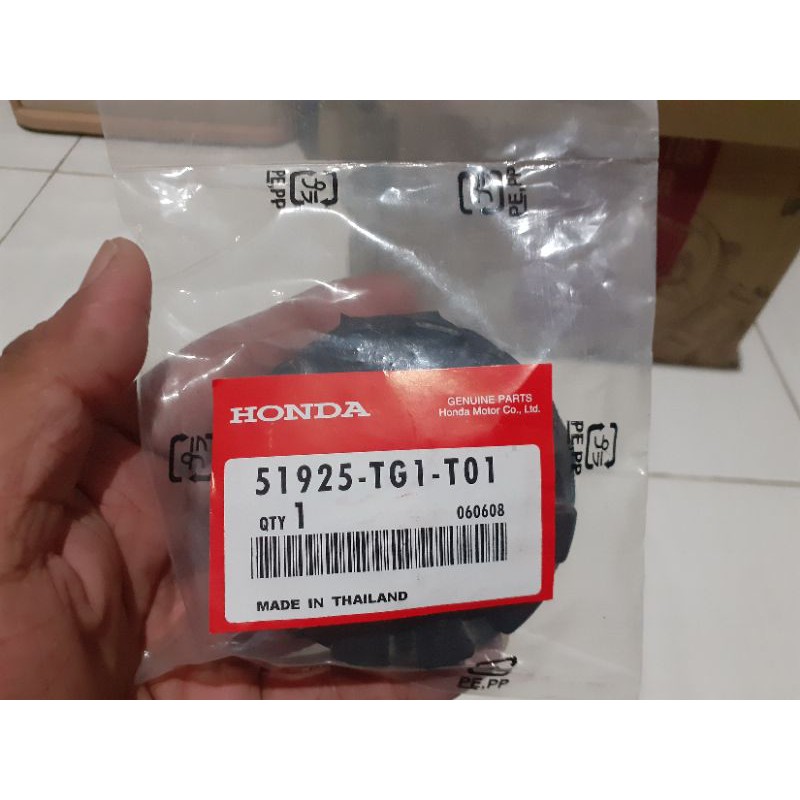 PE,PP
PE,PP
HONDA
GENUINE PARTS
Honda Motor Co., Ltd.
PE,PP
51925-TG1-T01
QTY 1
060608
MADE IN THAILAND
PE,PP